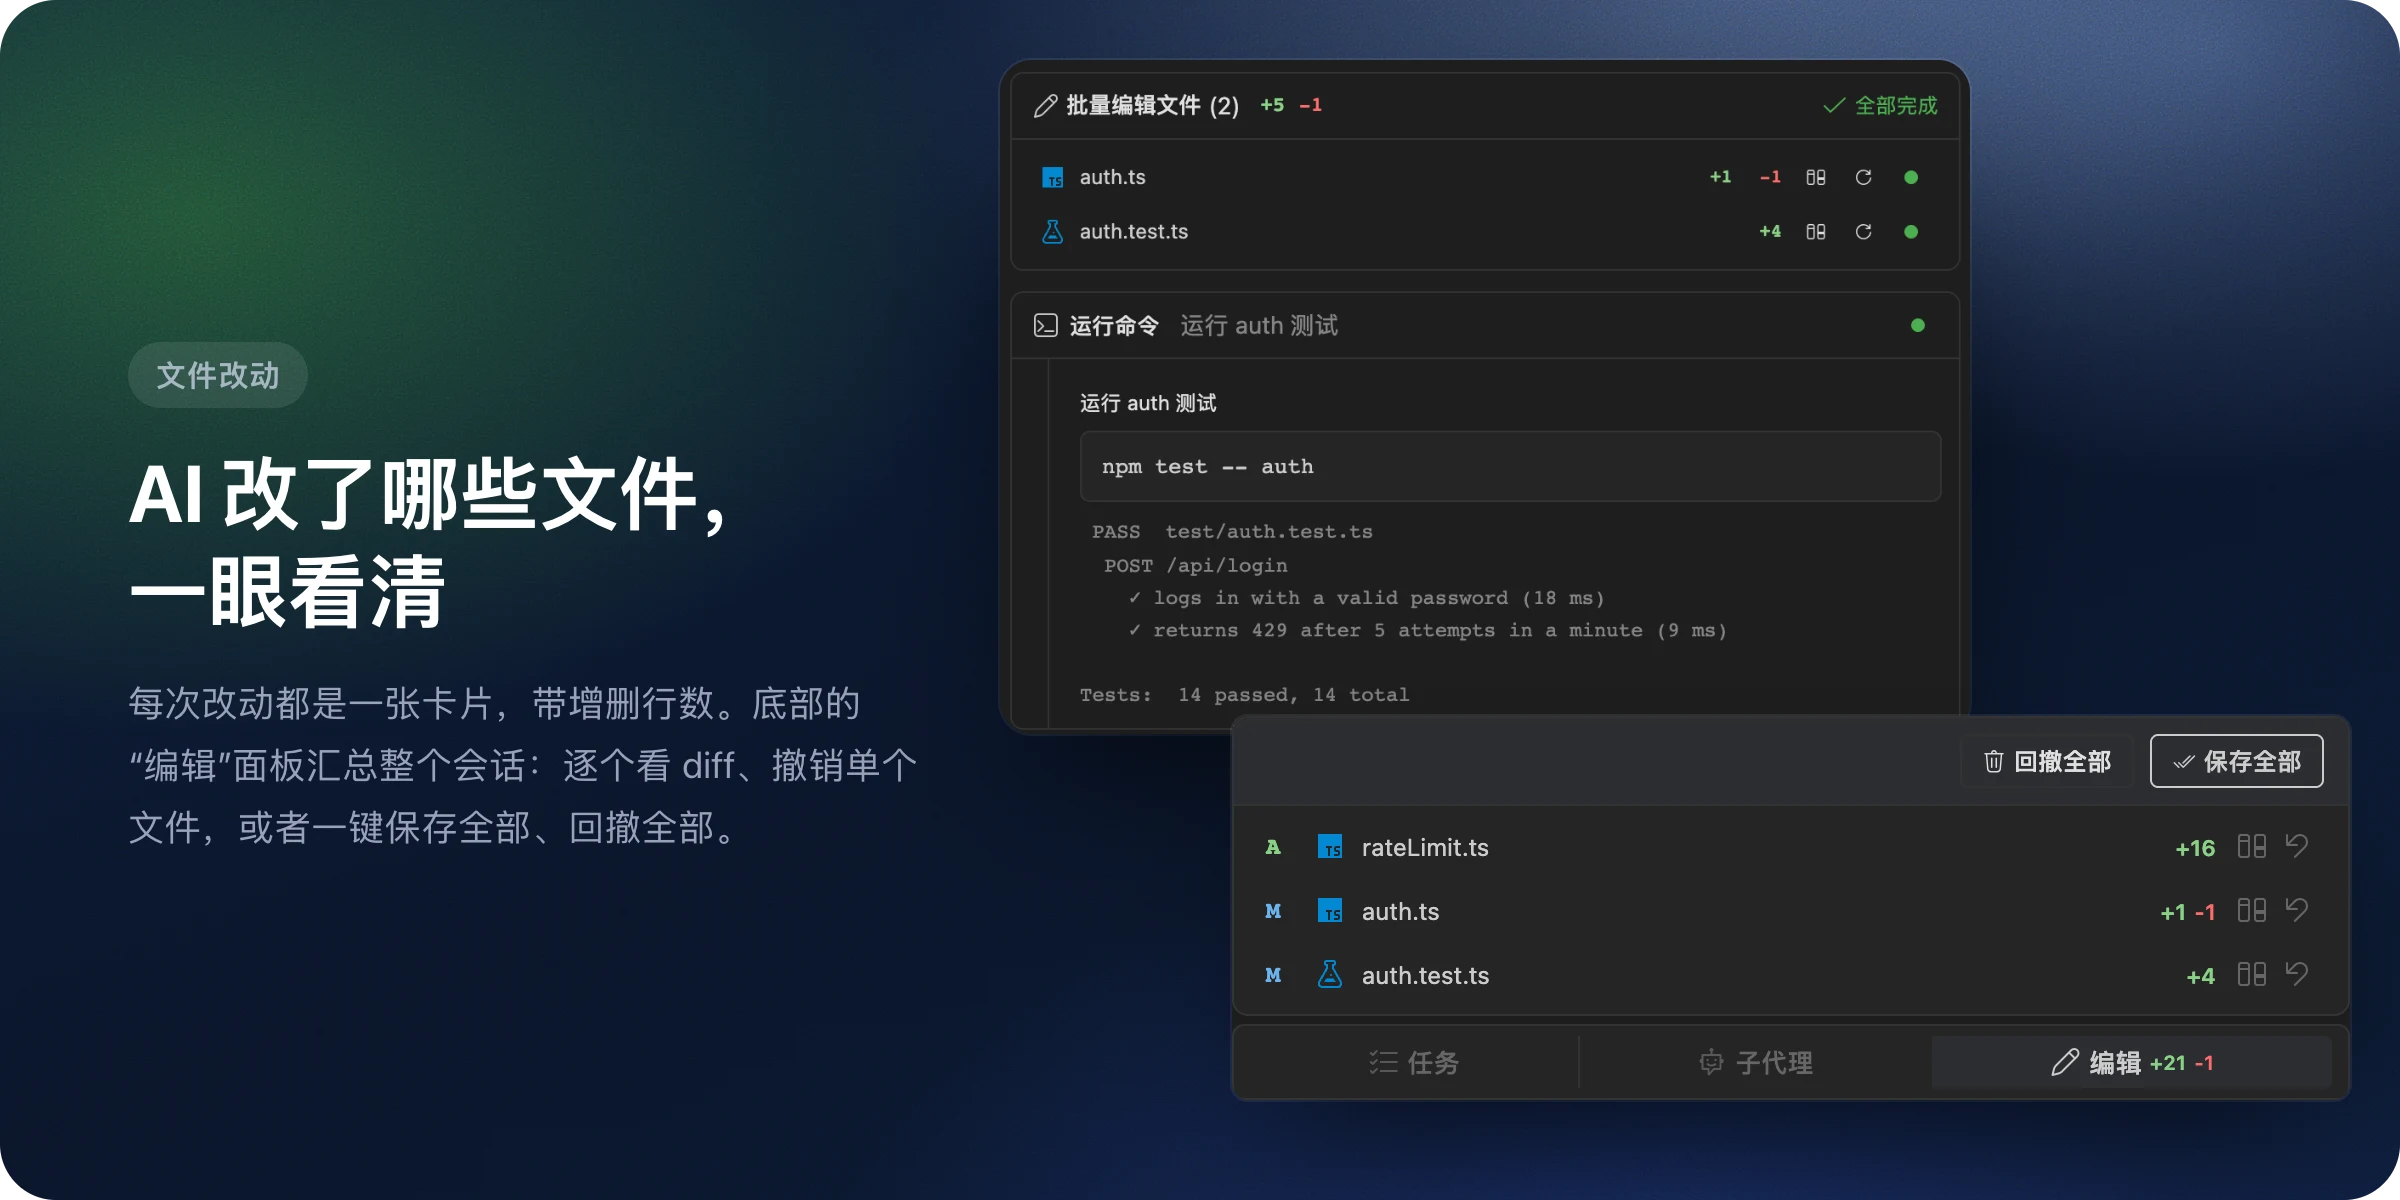 文件改动
AI 改了哪些文件，
一眼看清
每次改动都是一张卡片，带增删行数。底部的
“编辑”面板汇总整个会话：逐个看 diff、撤销单个
文件，或者一键保存全部、回撤全部。
批量编辑文件 (2) +5 -1 全部完成
TS auth.ts +1 -1
auth.test.ts +4
运行命令 运行 auth 测试
运行 auth 测试
npm test -- auth
PASS test/auth.test.ts
POST /api/login
✓ logs in with a valid password (18 ms)
✓ returns 429 after 5 attempts in a minute (9 ms)
Tests: 14 passed, 14 total
回撤全部 保存全部
A TS rateLimit.ts +16
M TS auth.ts +1 -1
M auth.test.ts +4
任务 子代理 编辑 +21 -1